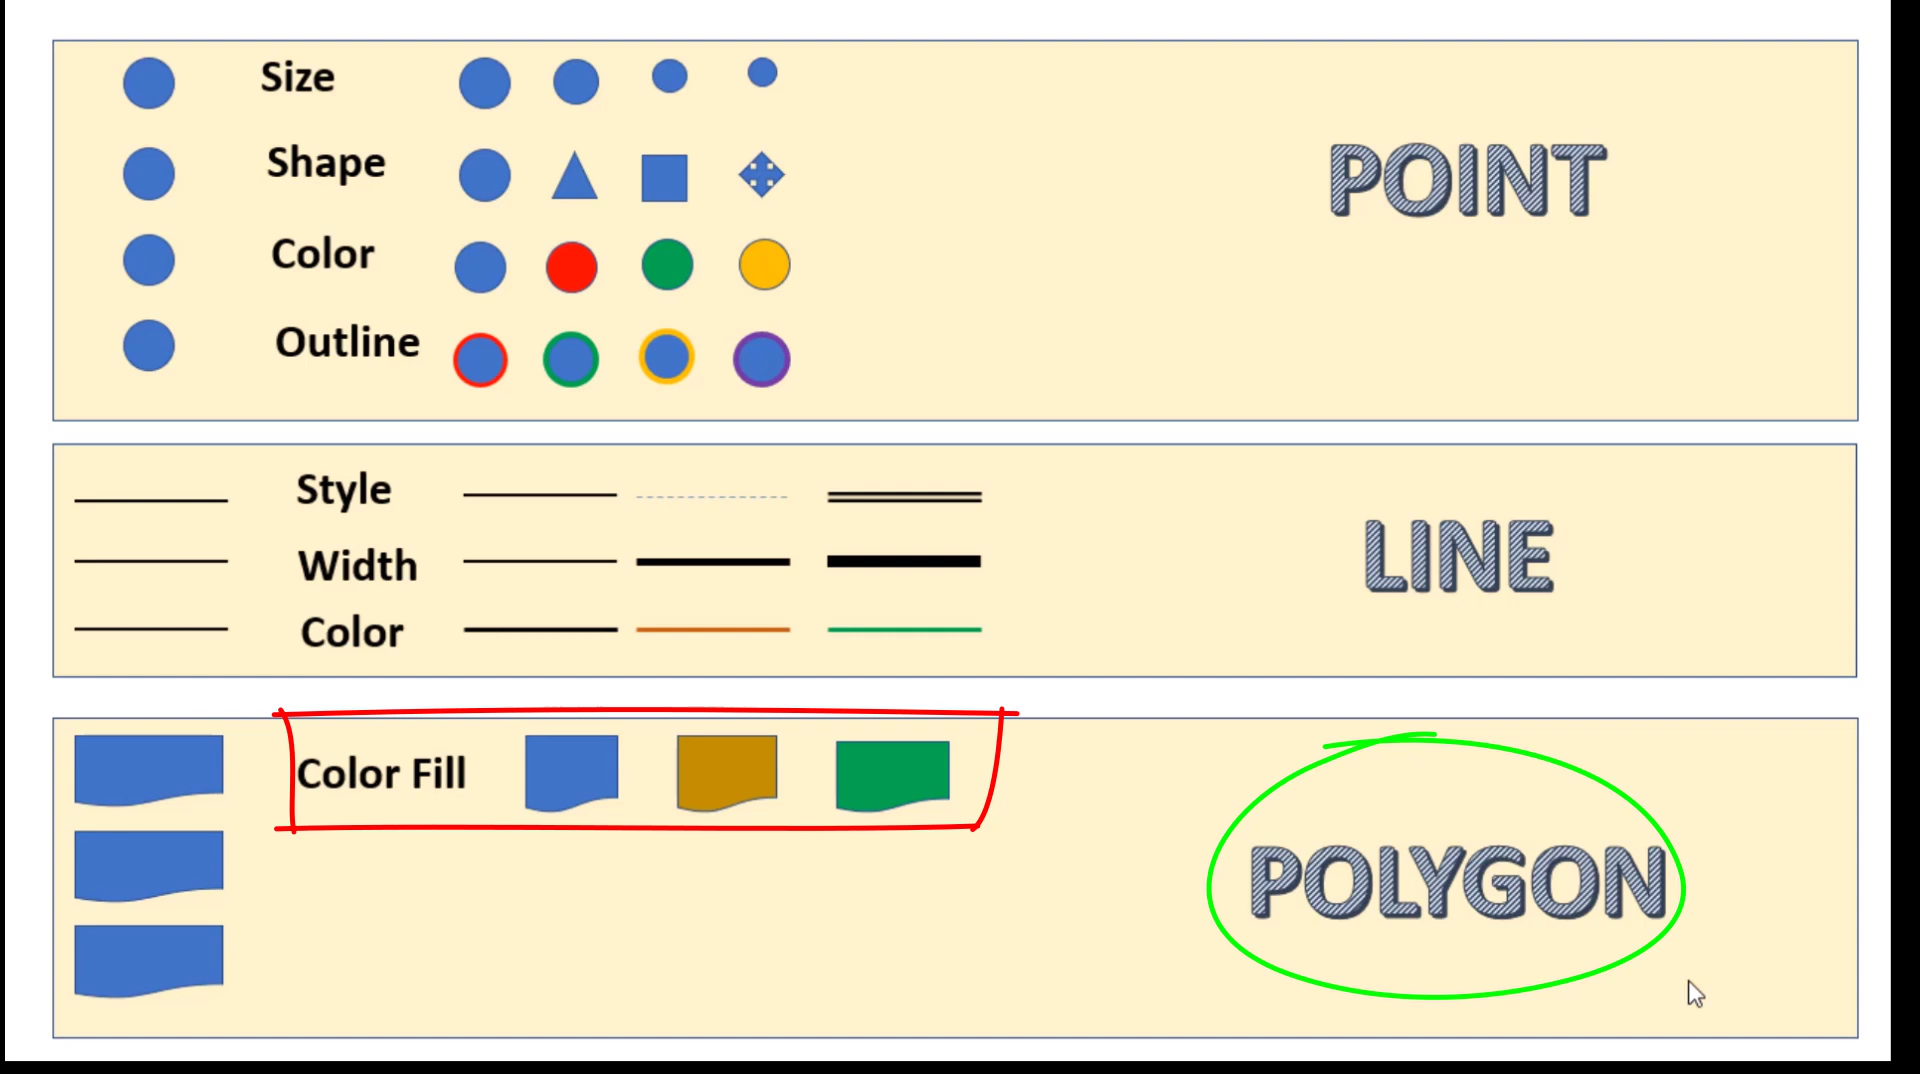 Size
Shape
Color
Outline
POINT
Style
Width
Color
LINE
Color Fill
POLYGON